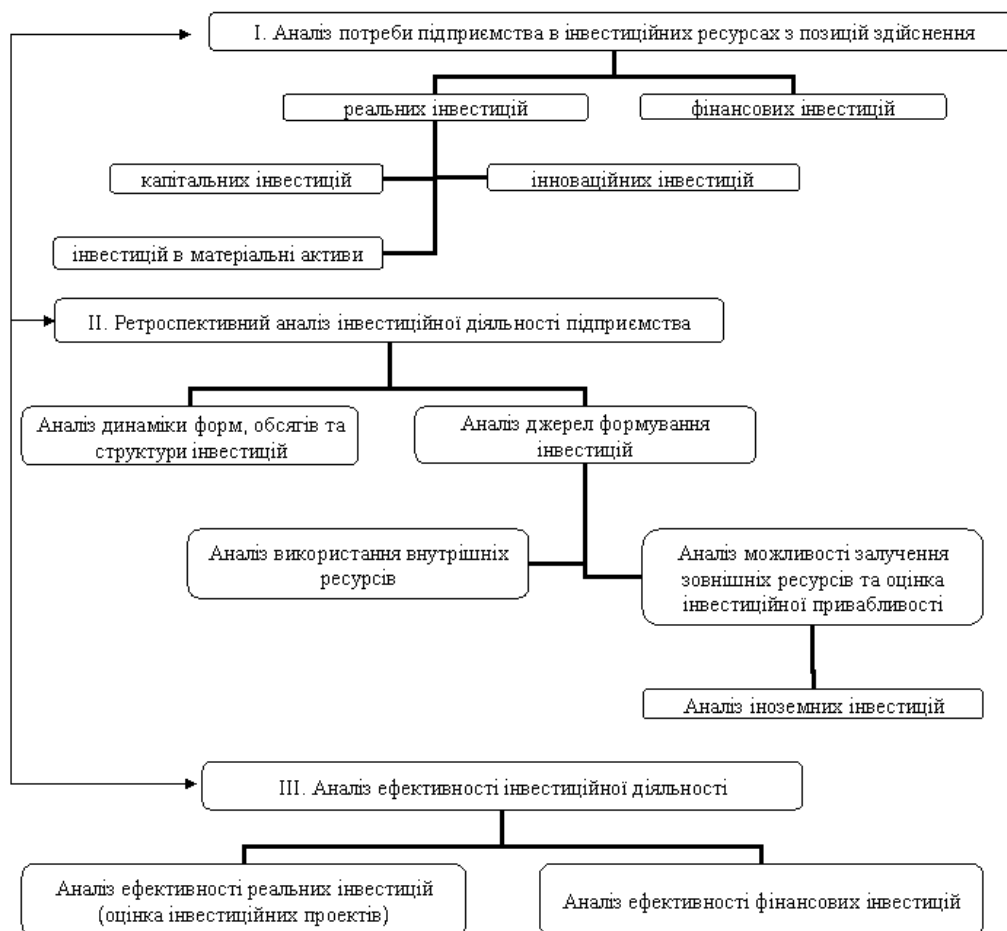 І. Аналіз потреби підприємства в інвестиційних ресурсах з позицій здійснення
реальних інвестицій
фінансових інвестицій
капітальних інвестицій
інноваційних інвестицій
інвестицій в матеріальні активи
ІІ. Ретроспективний аналіз інвестиційної діяльності підприємства
Аналіз динаміки форм, обсягів та
структури інвестицій
Аналіз джерел формування
інвестицій
Аналіз використання внутрішніх
ресурсів
Аналіз можливості залучення
зовнішніх ресурсів та оцінка
інвестиційної привабливості
Аналіз іноземних інвестицій
ІІІ. Аналіз ефективності інвестиційної діяльності
Аналіз ефективності реальних інвестицій
(оцінка інвестиційних проектів)
Аналіз ефективності фінансових інвестицій